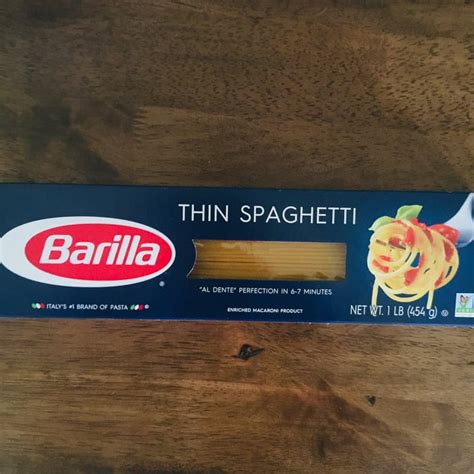 THIN SPAGHETTI
Barilla ®
ITALY'S #1 BRAND OF PASTA ®
"AL DENTE" PERFECTION IN 6-7 MINUTES
ENRICHED MACARONI PRODUCT
NET WT. 1 LB (454 g)